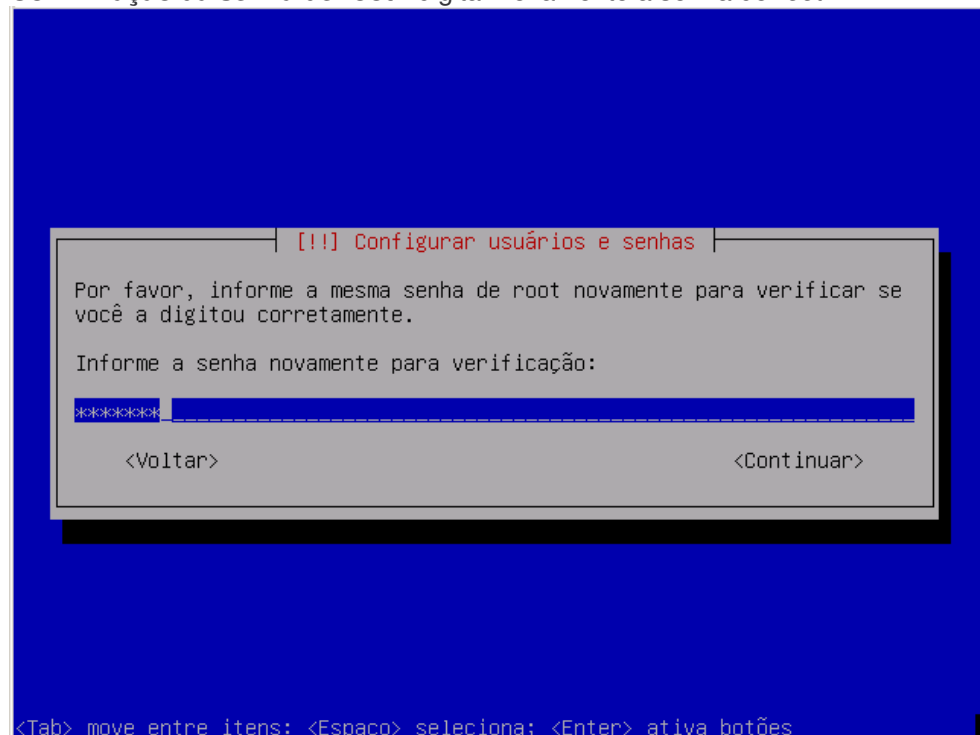 [!!] Configurar usuários e senhas
Por favor, informe a mesma senha de root novamente para verificar se
você a digitou corretamente.
Informe a senha novamente para verificação:
*******
<Voltar> <Continuar>
<Tab> move entre itens; <Espaço> seleciona; <Enter> ativa botões